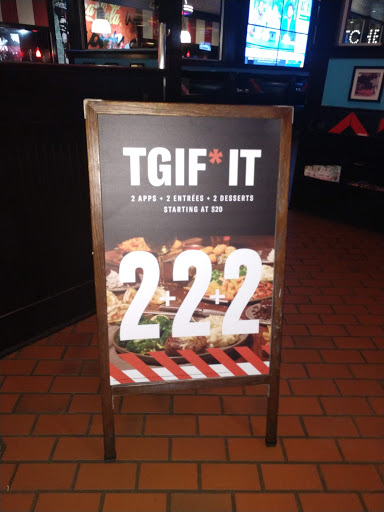 TGIF* IT
2 APPS + 2 ENTRÉES + 2 DESSERTS
STARTING AT $20
2+2+2